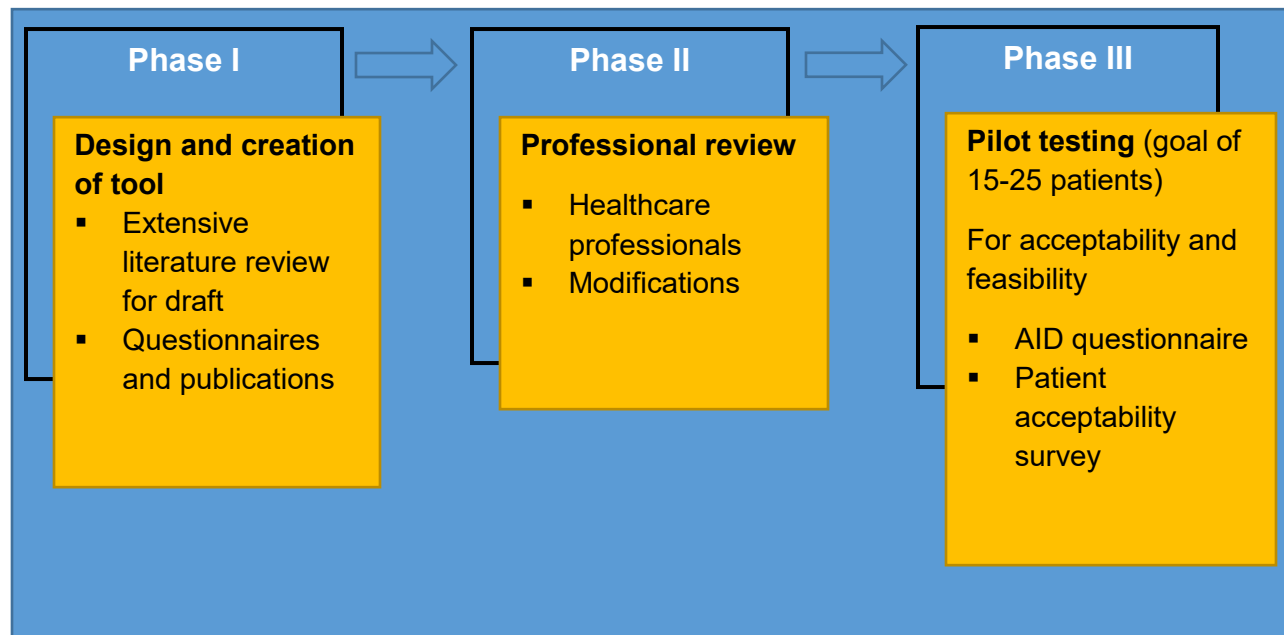 Phase I
Design and creation
of tool
▪ Extensive
literature review
for draft
▪ Questionnaires
and publications
Phase II
Professional review
▪ Healthcare
professionals
▪ Modifications
Phase III
Pilot testing (goal of
15-25 patients)
For acceptability and
feasibility
▪ AID questionnaire
▪ Patient
acceptability
survey